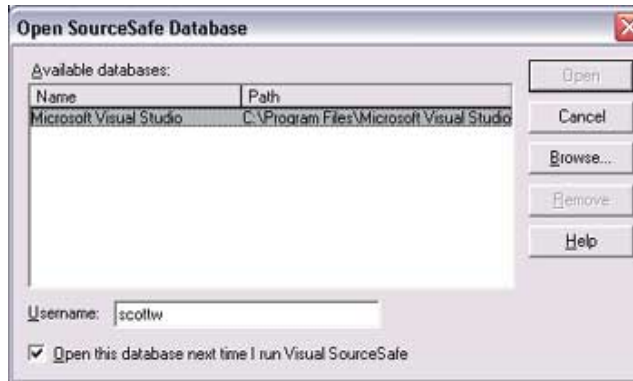 Open SourceSafe Database
Available databases:
Name Path
Microsoft Visual Studio C:\Program Files\Microsoft Visual Studio
Username: scottw
Open this database next time I run Visual SourceSafe
Open
Cancel
Browse...
Remove
Help